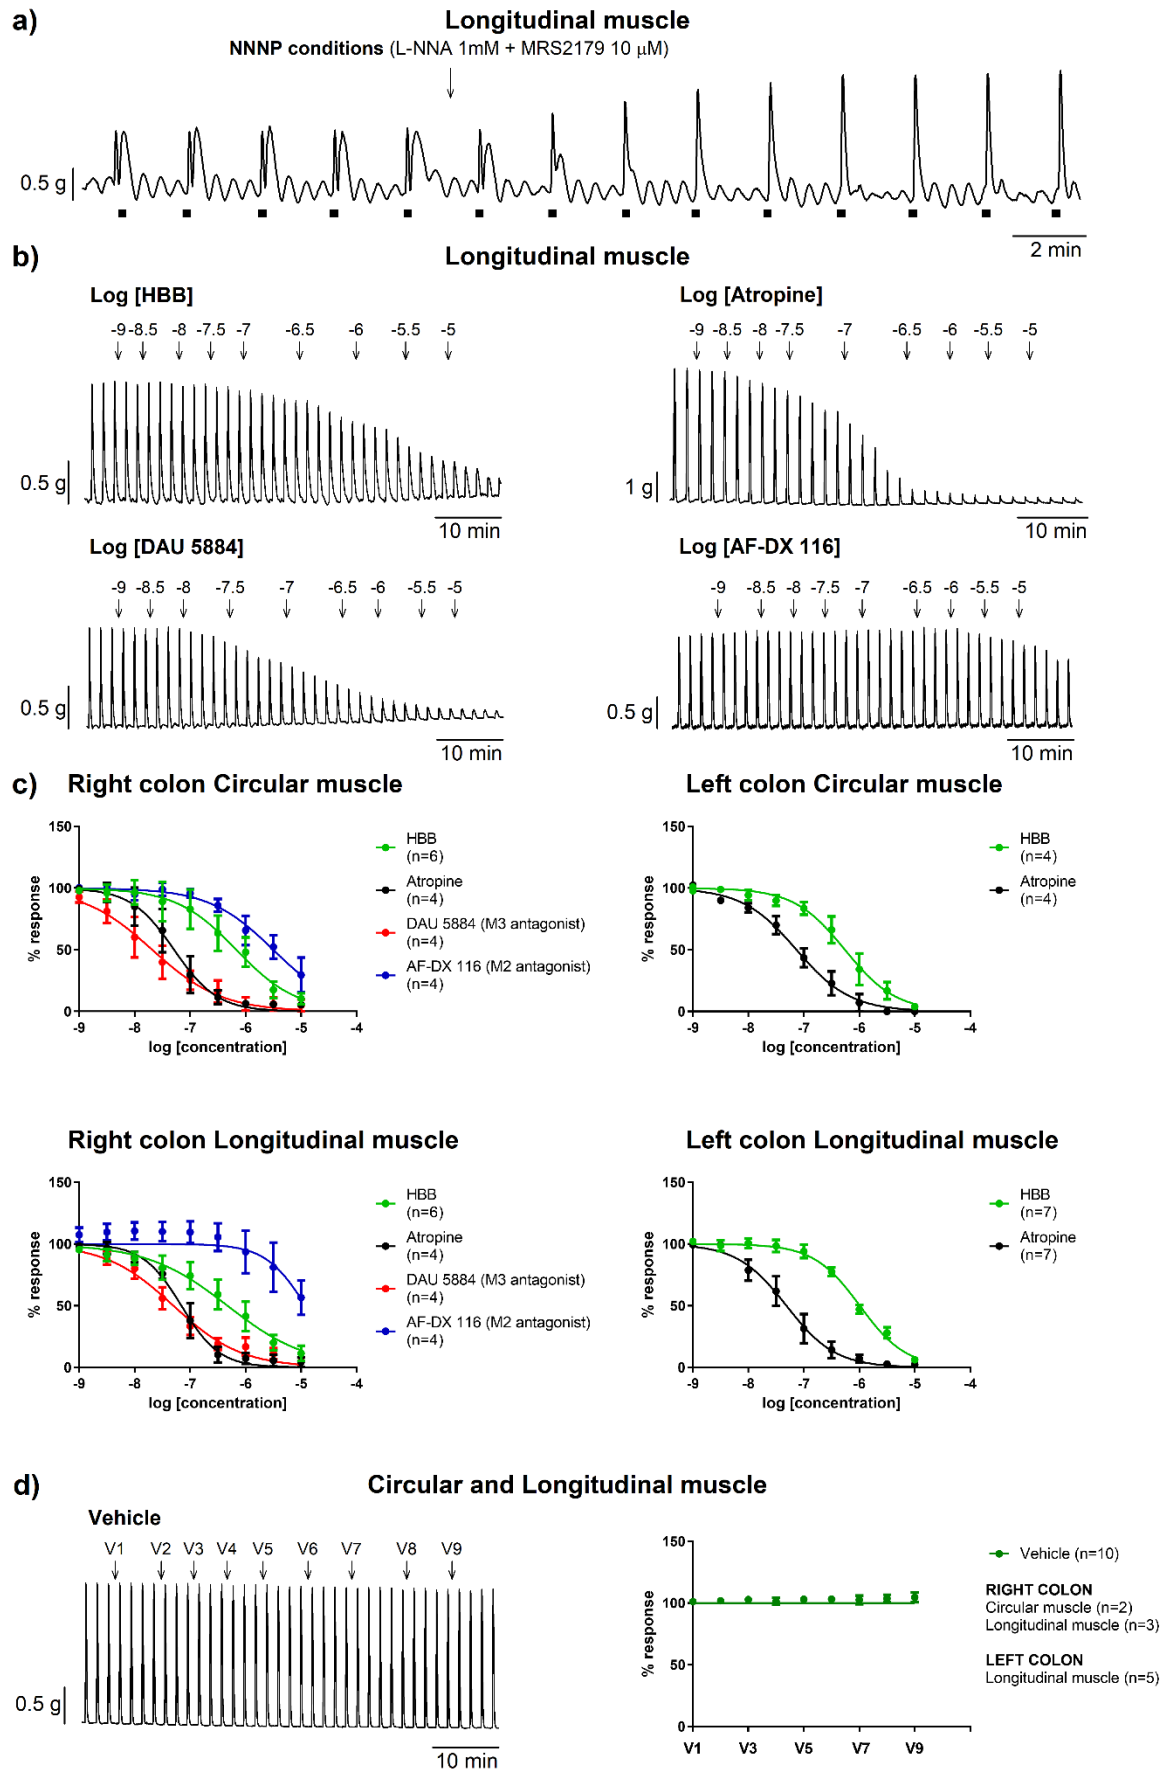 a)
Longitudinal muscle
NNNP conditions (L-NNA 1mM + MRS2179 10 μM)
0.5 g
2 min
b)
Longitudinal muscle
Log [HBB]
-9 -8.5 -8 -7.5 -7 -6.5 -6 -5.5 -5
0.5 g
10 min
Log [Atropine]
-9 -8.5 -8 -7.5 -7 -6.5 -6 -5.5 -5
1 g
10 min
Log [DAU 5884]
-9 -8.5 -8 -7.5 -7 -6.5 -6 -5.5 -5
0.5 g
10 min
Log [AF-DX 116]
-9 -8.5 -8 -7.5 -7 -6.5 -6 -5.5 -5
0.5 g
10 min
c)
Right colon Circular muscle
% response
150
100
50
0
-9 -8 -7 -6 -5 -4
log [concentration]
HBB
(n=6)
Atropine
(n=4)
DAU 5884 (M3 antagonist)
(n=4)
AF-DX 116 (M2 antagonist)
(n=4)
Left colon Circular muscle
% response
150
100
50
0
-9 -8 -7 -6 -5 -4
log [concentration]
HBB
(n=4)
Atropine
(n=4)
Right colon Longitudinal muscle
% response
150
100
50
0
-9 -8 -7 -6 -5 -4
log [concentration]
HBB
(n=6)
Atropine
(n=4)
DAU 5884 (M3 antagonist)
(n=4)
AF-DX 116 (M2 antagonist)
(n=4)
Left colon Longitudinal muscle
% response
150
100
50
0
-9 -8 -7 -6 -5 -4
log [concentration]
HBB
(n=7)
Atropine
(n=7)
d)
Circular and Longitudinal muscle
Vehicle
V1 V2 V3 V4 V5 V6 V7 V8 V9
0.5 g
10 min
% response
150
100
50
0
V1 V3 V5 V7 V9
Vehicle (n=10)
RIGHT COLON
Circular muscle (n=2)
Longitudinal muscle (n=3)
LEFT COLON
Longitudinal muscle (n=5)